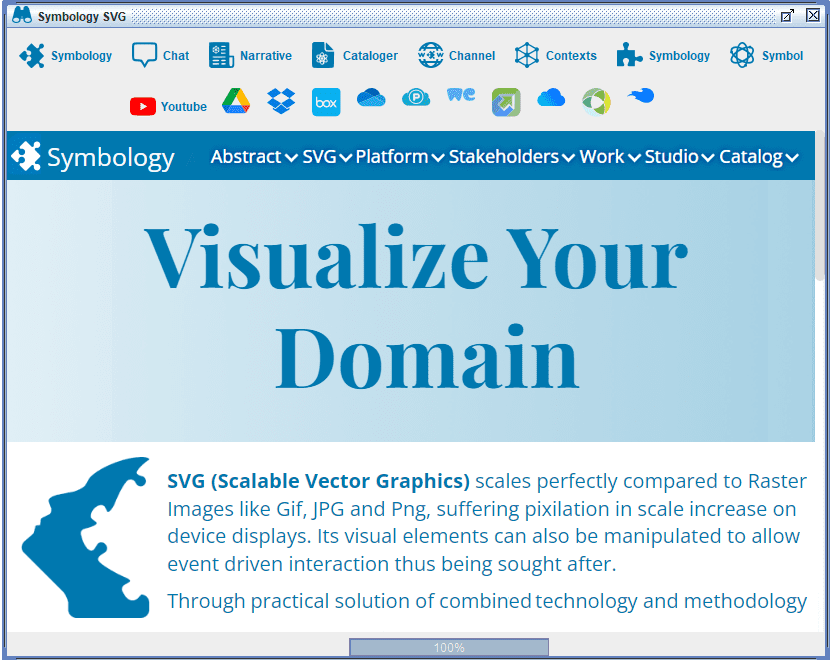 Symbology SVG
Symbology Chat Narrative Cataloger Channel Contexts Symbology Symbol
Youtube box P we
Symbology Abstract SVG Platform Stakeholders Work Studio Catalog
Visualize Your
Domain
SVG (Scalable Vector Graphics) scales perfectly compared to Raster
Images like Gif, JPG and Png, suffering pixilation in scale increase on
device displays. Its visual elements can also be manipulated to allow
event driven interaction thus being sought after.
Through practical solution of combined technology and methodology
100%